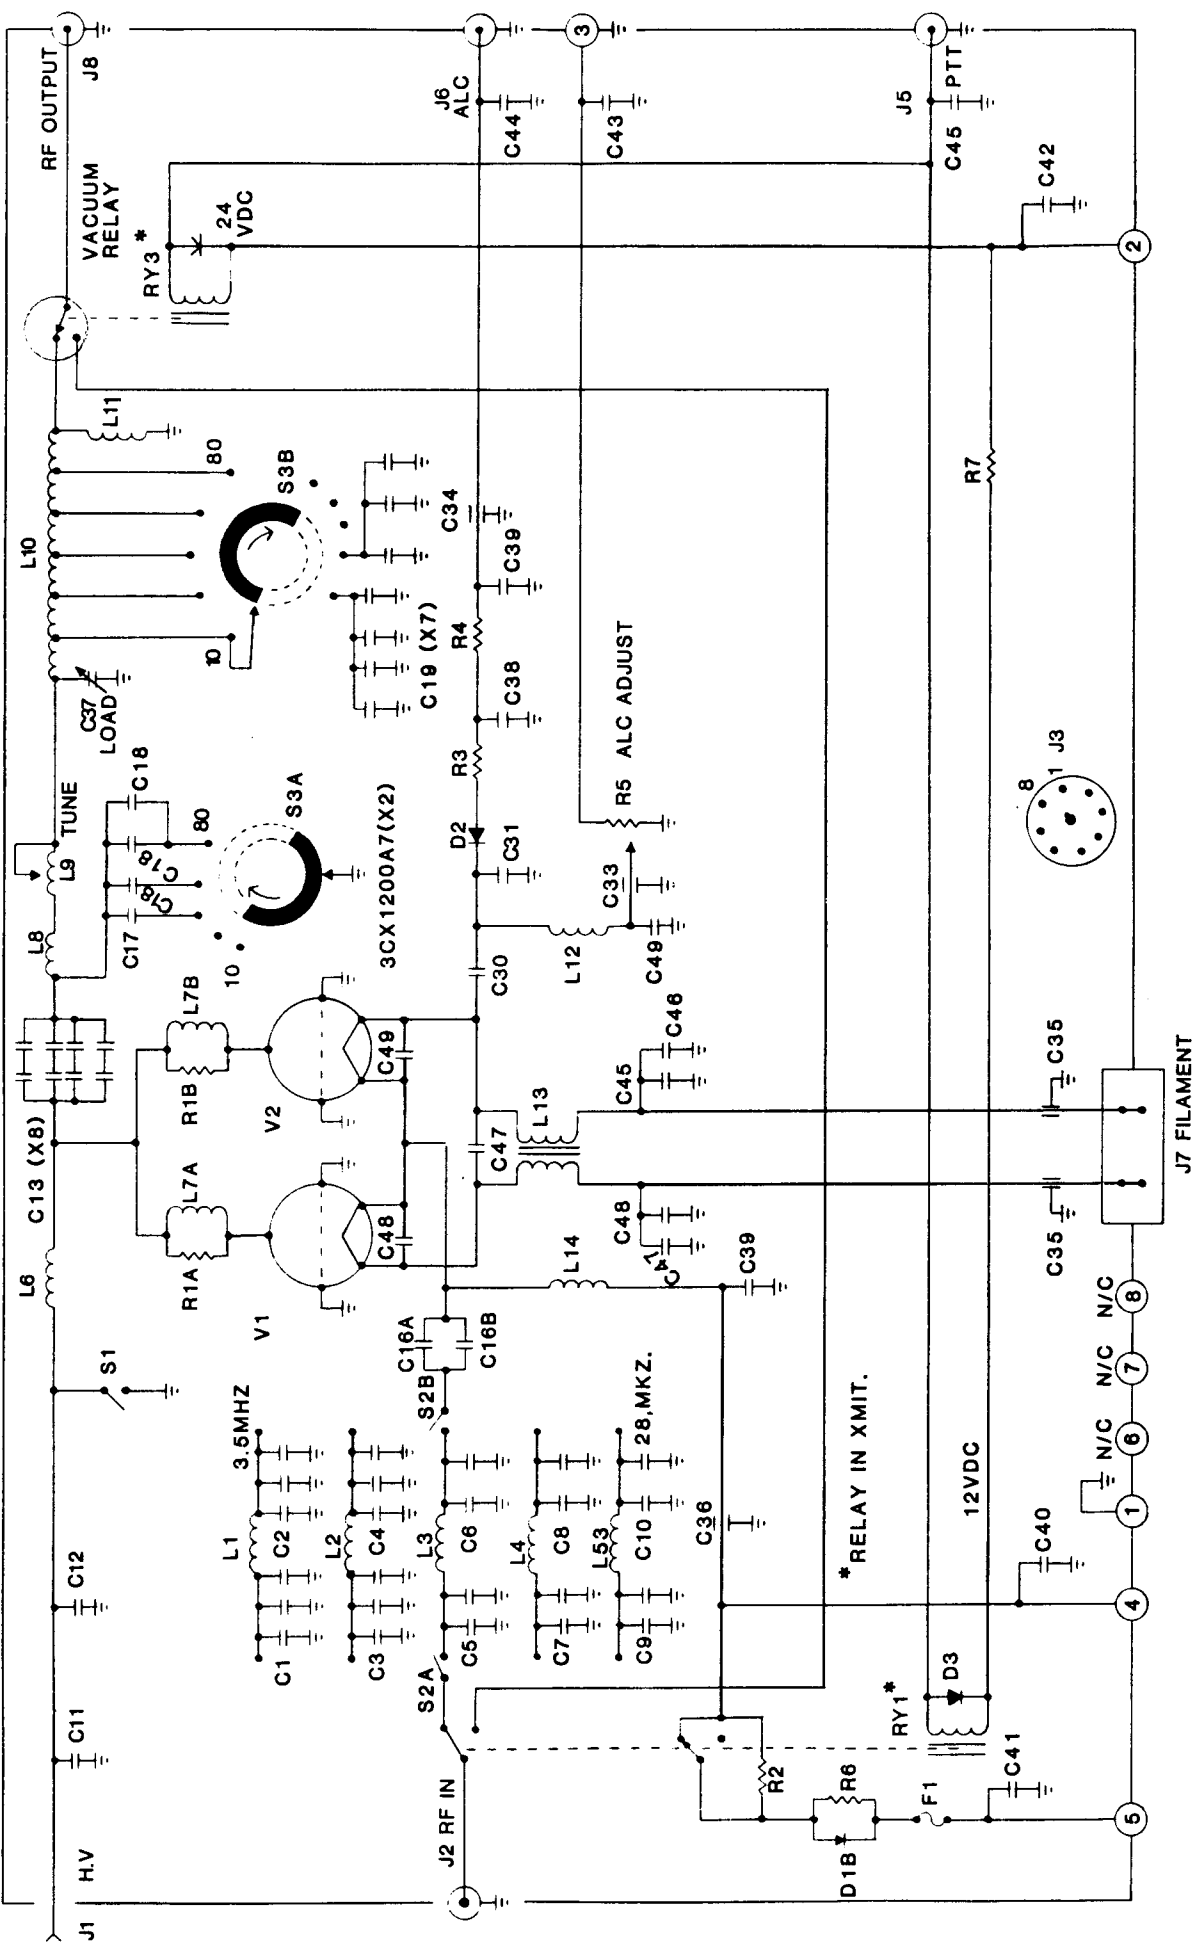 J1
H.V
C11
C12
S1
L6
C13 (X8)
L8
L9
TUNE
C37
LOAD
L10
L11
VACUUM
RELAY
RF OUTPUT
J8
R1A
L7A
R1B
L7B
C17
C18
C18
C18
10
80
S3A
10
80
S3B
RY3*
24
VDC
V1
V2
3CX1200A7(X2)
C19 (X7)
3.5MHZ
L1
C1
C2
L2
C3
C4
L3
C5
C6
L4
C7
C8
L53
C9
C10
28,MKZ.
J2 RF IN
S2A
S2B
C16A
C16B
C48
C49
C47
C30
C31
D2
R3
C38
R4
C39
C34
J6
ALC
C44
3
C43
L14
C39
C47
C48
L13
C45
C46
L12
C49
C33
R5 ALC ADJUST
C36
*RELAY IN XMIT.
RY1*
D3
R2
R6
D1B
F1
C41
12VDC
R7
J5
PTT
C45
C42
C40
C35
C35
8
1
J3
5
4
1
6
N/C
7
N/C
8
N/C
J7 FILAMENT
2